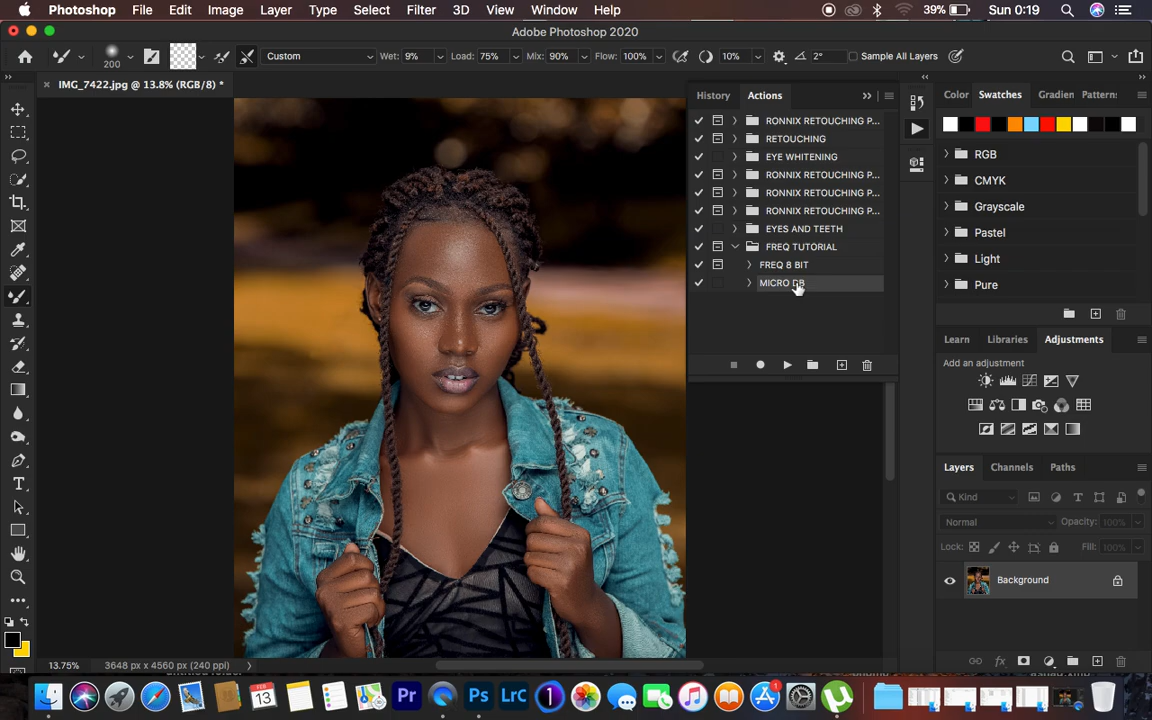 Photoshop File Edit Image Layer Type Select Filter 3D View Window Help 39% Sun 0:19
Adobe Photoshop 2020
200 Custom Wet: 9% Load: 75% Mix: 90% Flow: 100% 10% 2° Sample All Layers
IMG_7422.jpg @ 13.8% (RGB/8) *
History Actions
RONNIX RETOUCHING P...
RETOUCHING
EYE WHITENING
RONNIX RETOUCHING P...
RONNIX RETOUCHING P...
RONNIX RETOUCHING P...
EYES AND TEETH
FREQ TUTORIAL
FREQ 8 BIT
MICRO DB
Color Swatches Gradien Pattern:
RGB
CMYK
Grayscale
Pastel
Light
Pure
Learn Libraries Adjustments
Add an adjustment
Layers Channels Paths
Kind
Normal Opacity: 100%
Lock: Fill: 100%
Background
13.75% 3648 px x 4560 px (240 ppi)
FEB
13
Pr
Ps
LrC
1